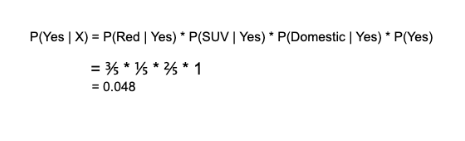 P(Yes | X) = P(Red | Yes) * P(SUV | Yes) * P(Domestic | Yes) * P(Yes)
= ⅗ * ⅕ * ⅖ * 1
= 0.048